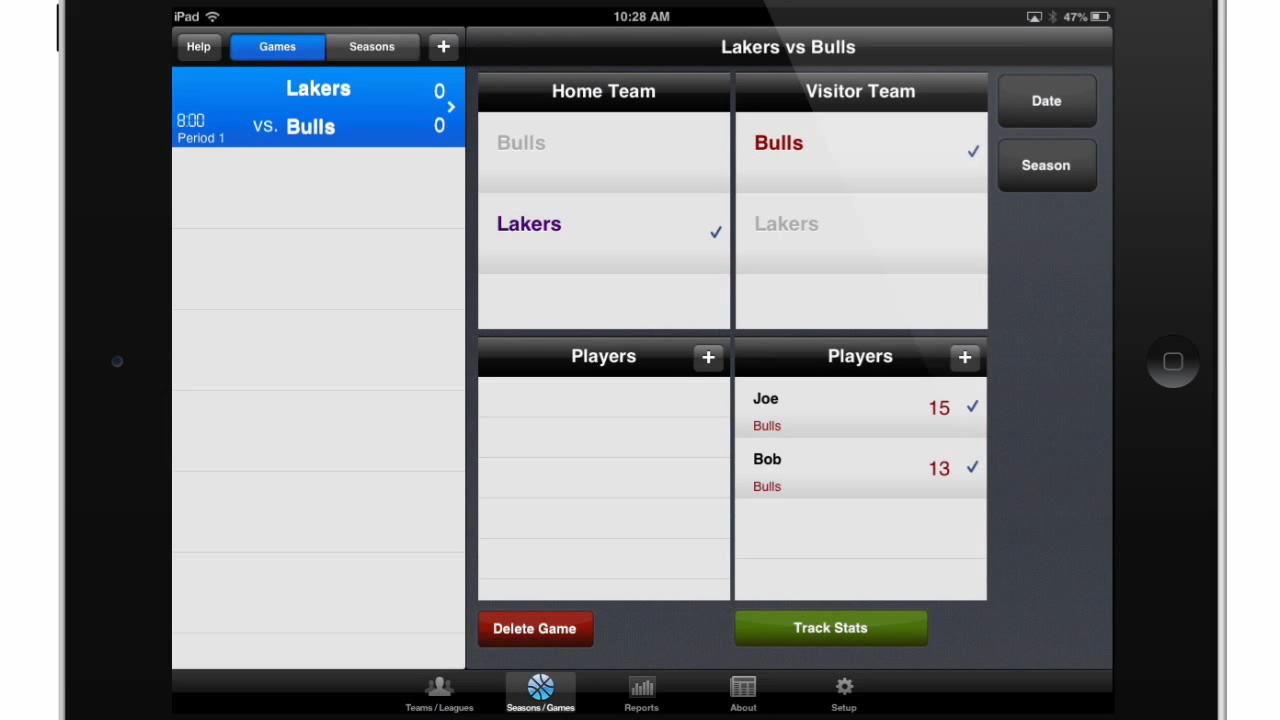 iPad
10:28 AM
47%
Help
Games
Seasons
+
Lakers vs Bulls
Lakers 0
8:00
Period 1
vs. Bulls 0
Home Team
Visitor Team
Bulls
Lakers
Bulls
Lakers
Date
Season
Players +
Players +
Joe
Bulls
15
Bob
Bulls
13
Delete Game
Track Stats
Teams / Leagues
Seasons / Games
Reports
About
Setup